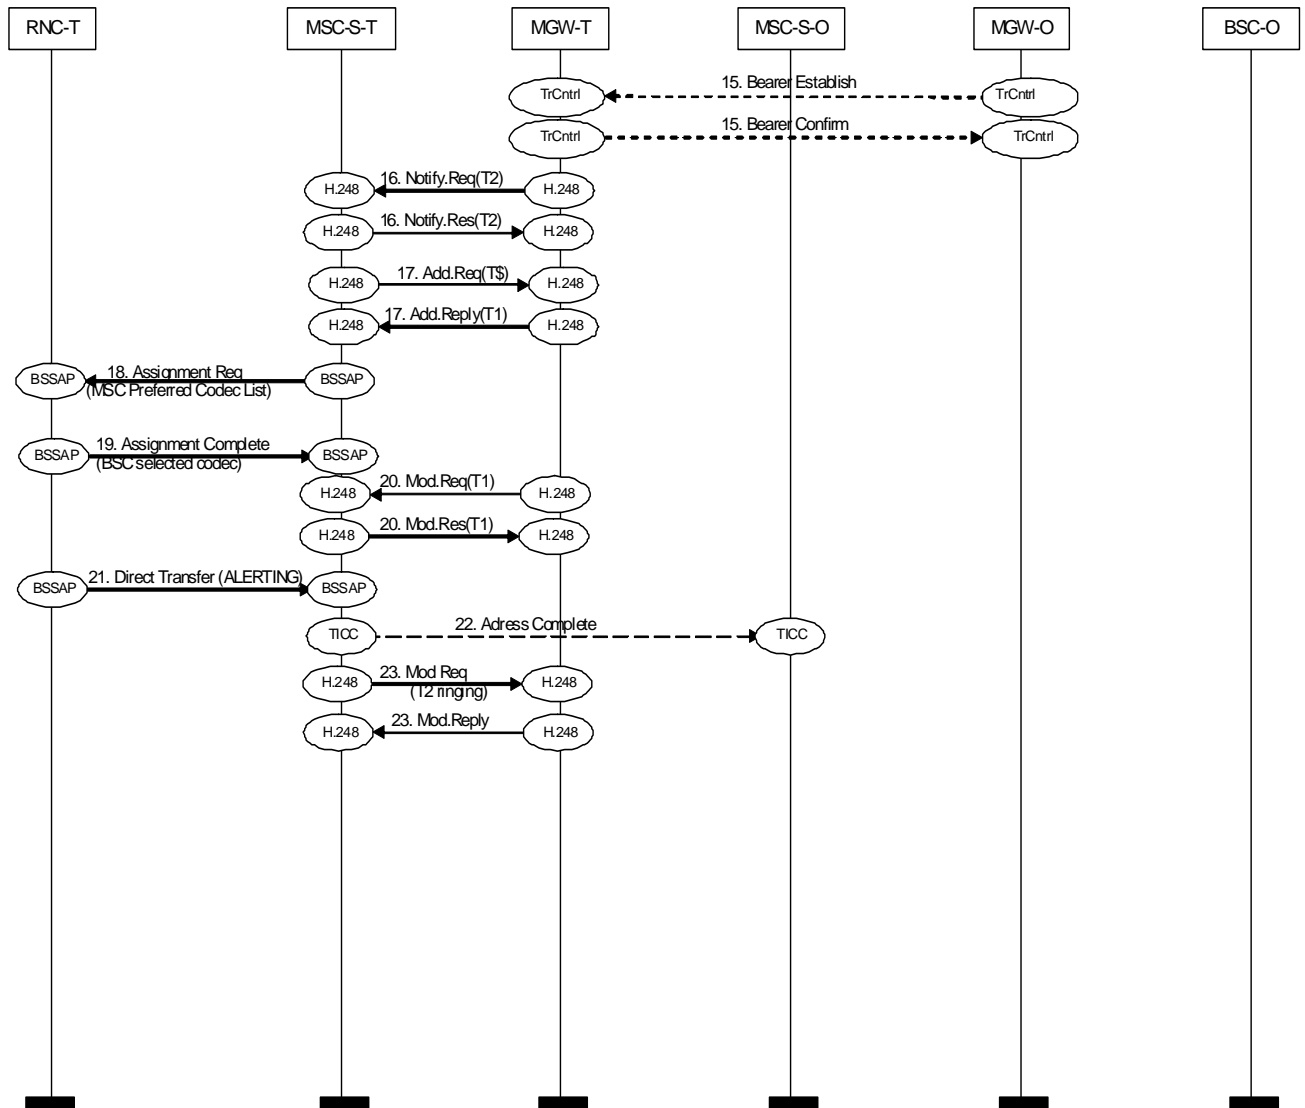 RNC-T MSC-S-T MGW-T MSC-S-O MGW-O BSC-O
TrCntrl 15. Bearer Establish TrCntrl
TrCntrl 15. Bearer Confirm TrCntrl
H.248 16. Notify.Req(T2) H.248
H.248 16. Notify.Res(T2) H.248
H.248 17. Add.Req(T$) H.248
H.248 17. Add.Reply(T1) H.248
BSSAP 18. Assignment Req BSSAP
(MSC Preferred Codec List)
BSSAP 19. Assignment Complete BSSAP
(BSC selected codec)
H.248 20. Mod.Req(T1) H.248
H.248 20. Mod.Res(T1) H.248
BSSAP 21. Direct Transfer (ALERTING) BSSAP
TICC 22. Adress Complete TICC
H.248 23. Mod Req H.248
(T2 ringing)
H.248 23. Mod.Reply H.248